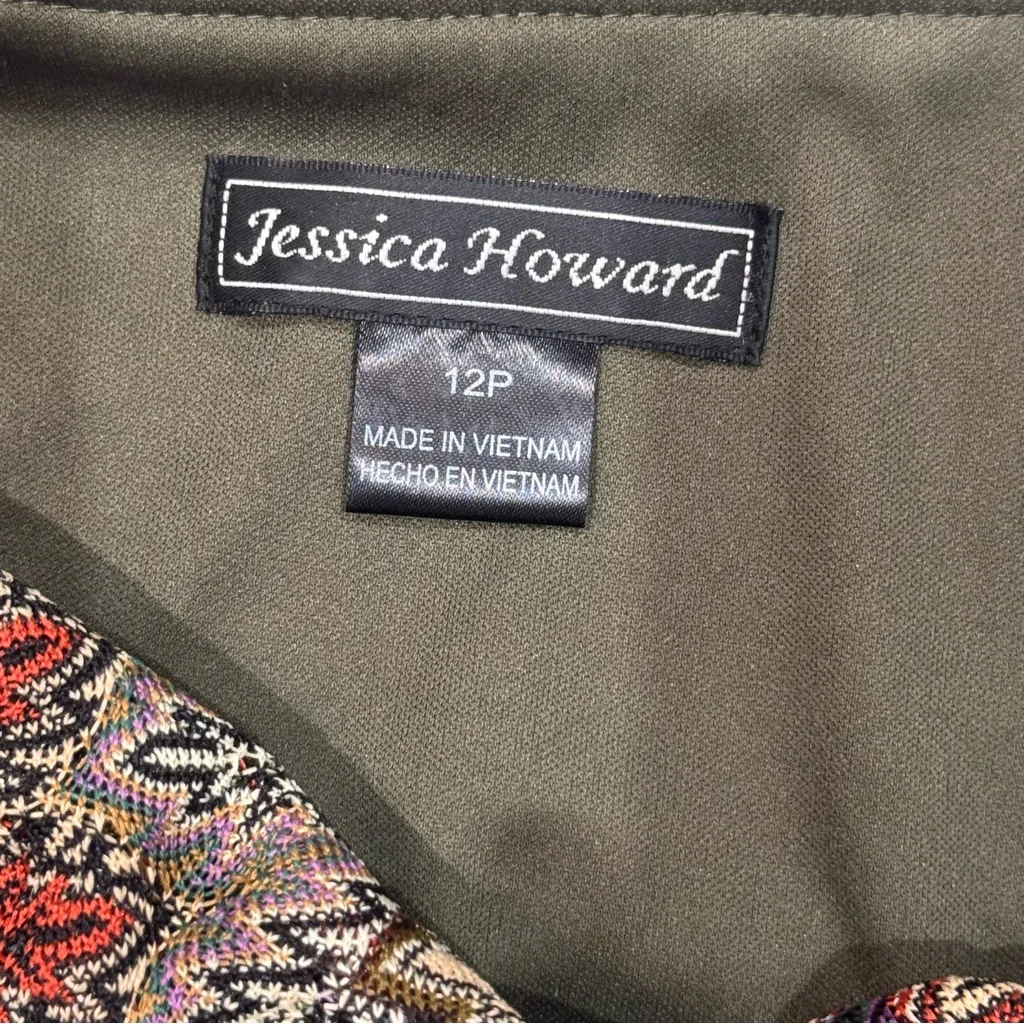 Jessica Howard
12P
MADE IN VIETNAM
HECHO EN VIETNAM